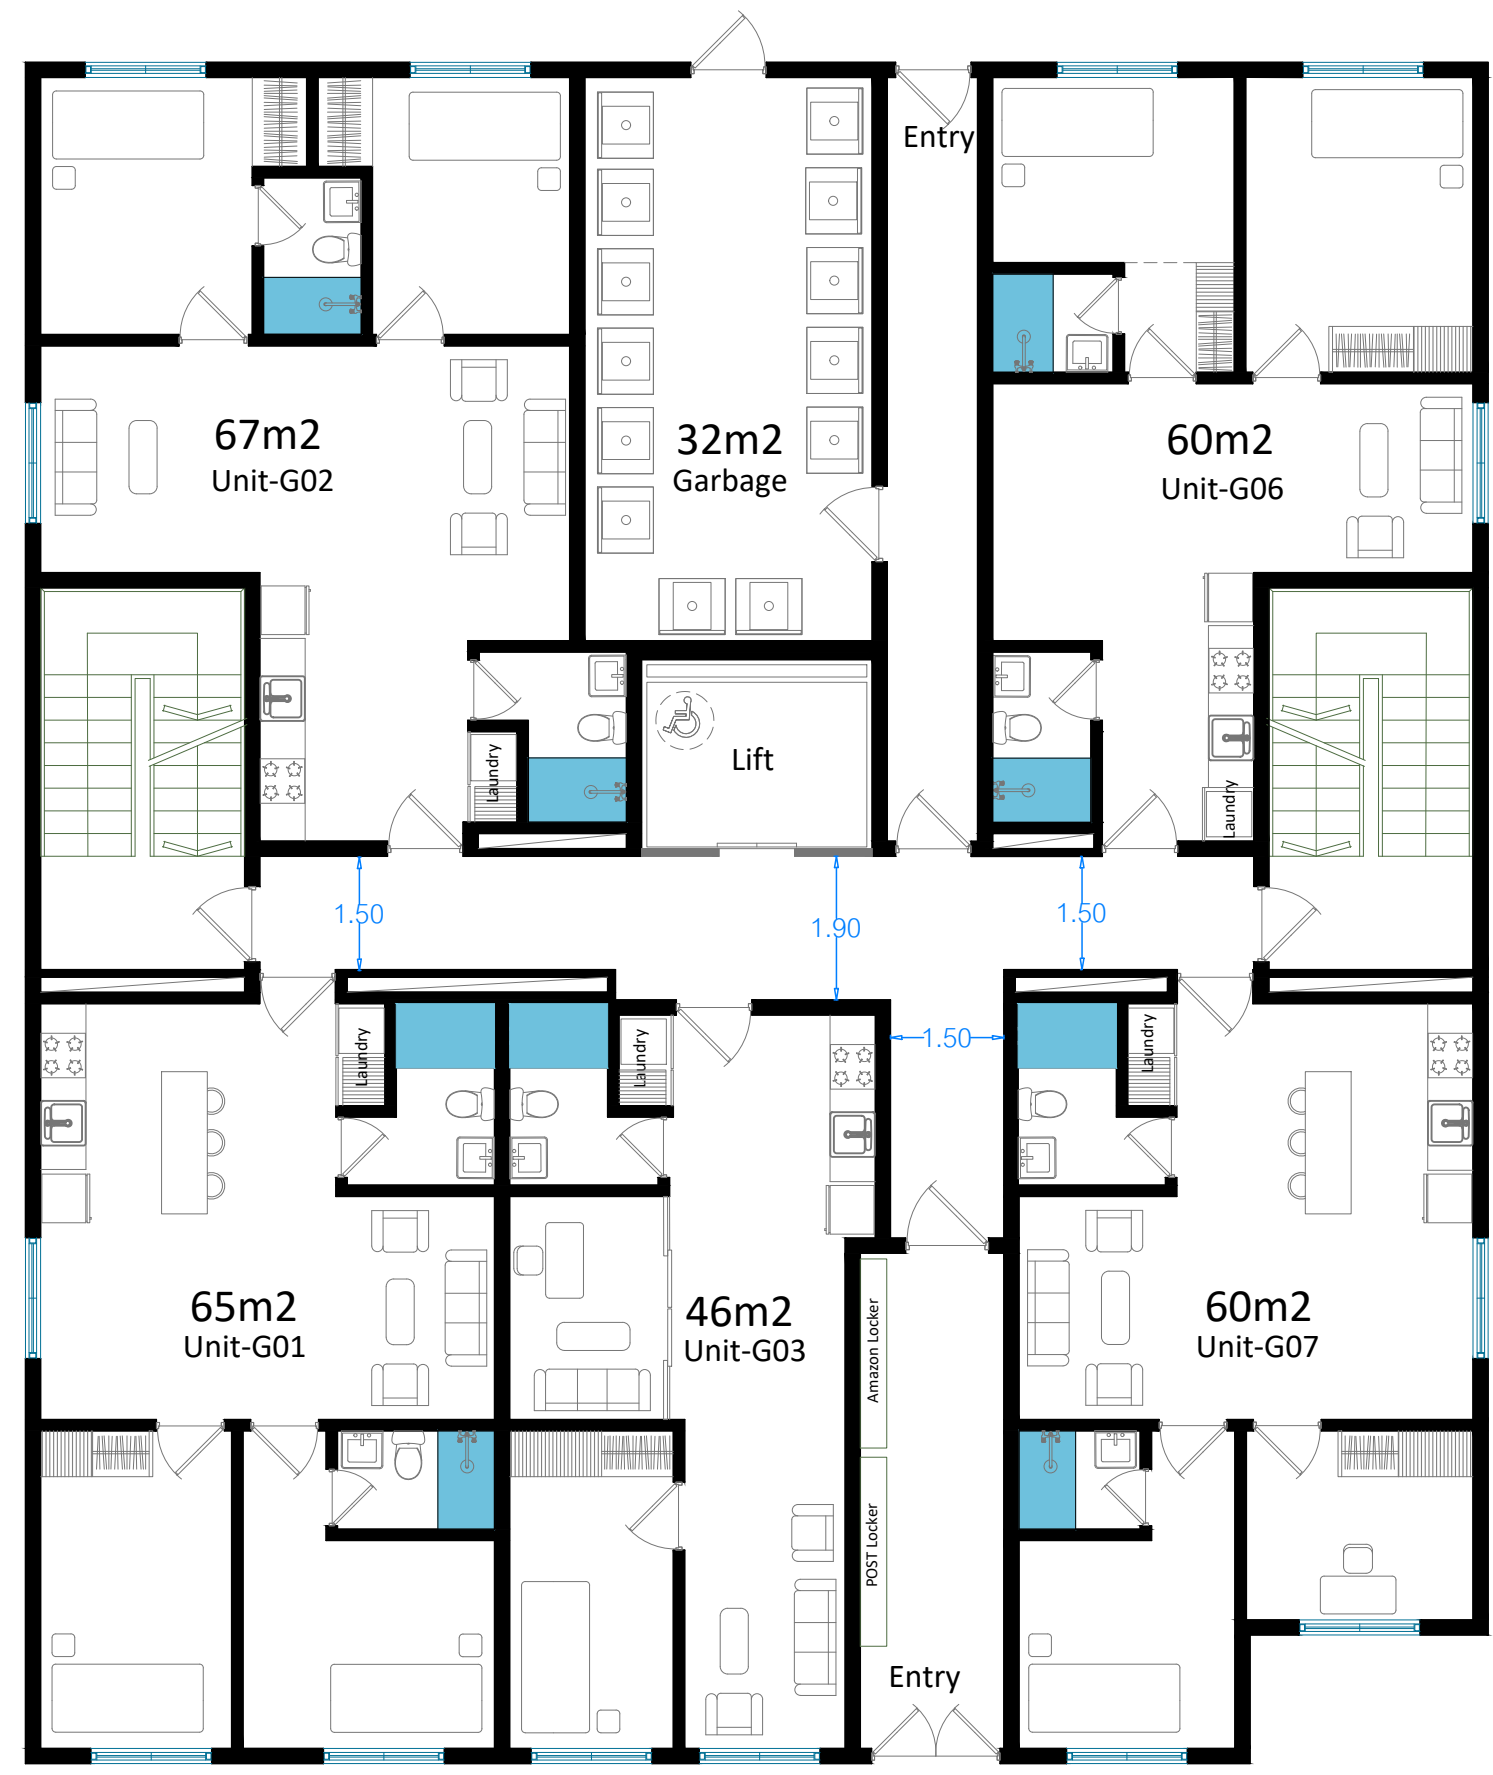 Entry
67m2
Unit-G02
32m2
Garbage
60m2
Unit-G06
Laundry
Lift
Laundry
1.50
1.90
1.50
1.50
Laundry
Laundry
Laundry
65m2
Unit-G01
46m2
Unit-G03
Amazon Locker
60m2
Unit-G07
POST Locker
Entry